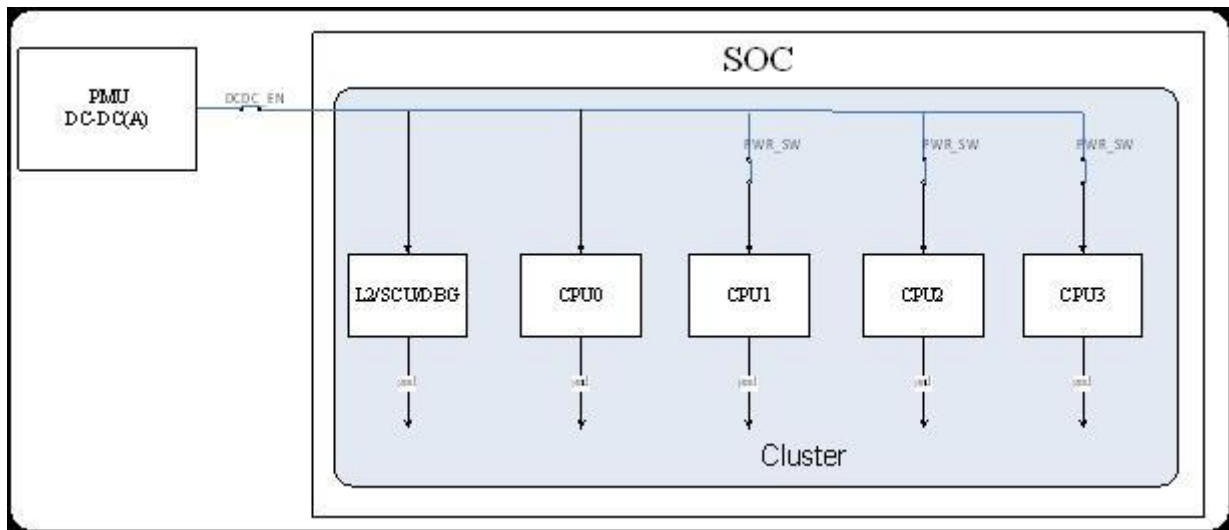 SOC
PMU
DC-DC(A)
DCDC_EN
PWR_SW
PWR_SW
PWR_SW
L2/SCU/DBG
CPU0
CPU1
CPU2
CPU3
Cluster